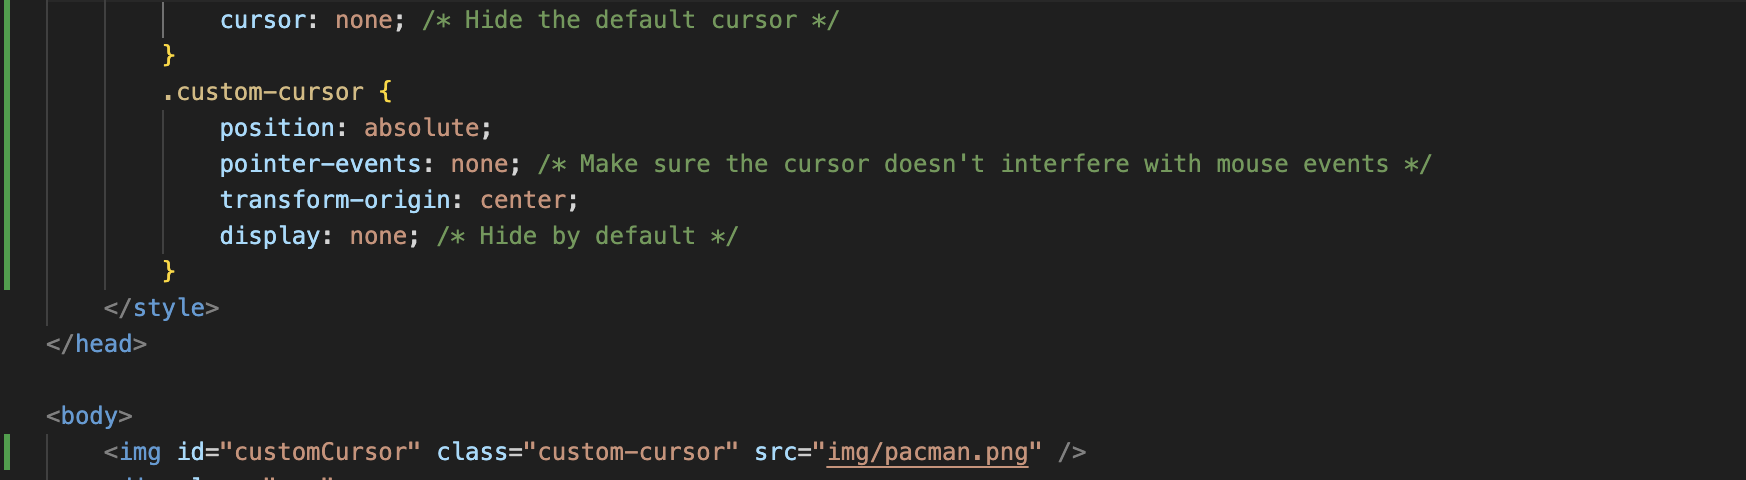 cursor: none; /* Hide the default cursor */
}
.custom-cursor {
position: absolute;
pointer-events: none; /* Make sure the cursor doesn't interfere with mouse events */
transform-origin: center;
display: none; /* Hide by default */
}
</style>
</head>
<body>
<img id="customCursor" class="custom-cursor" src="img/pacman.png" />